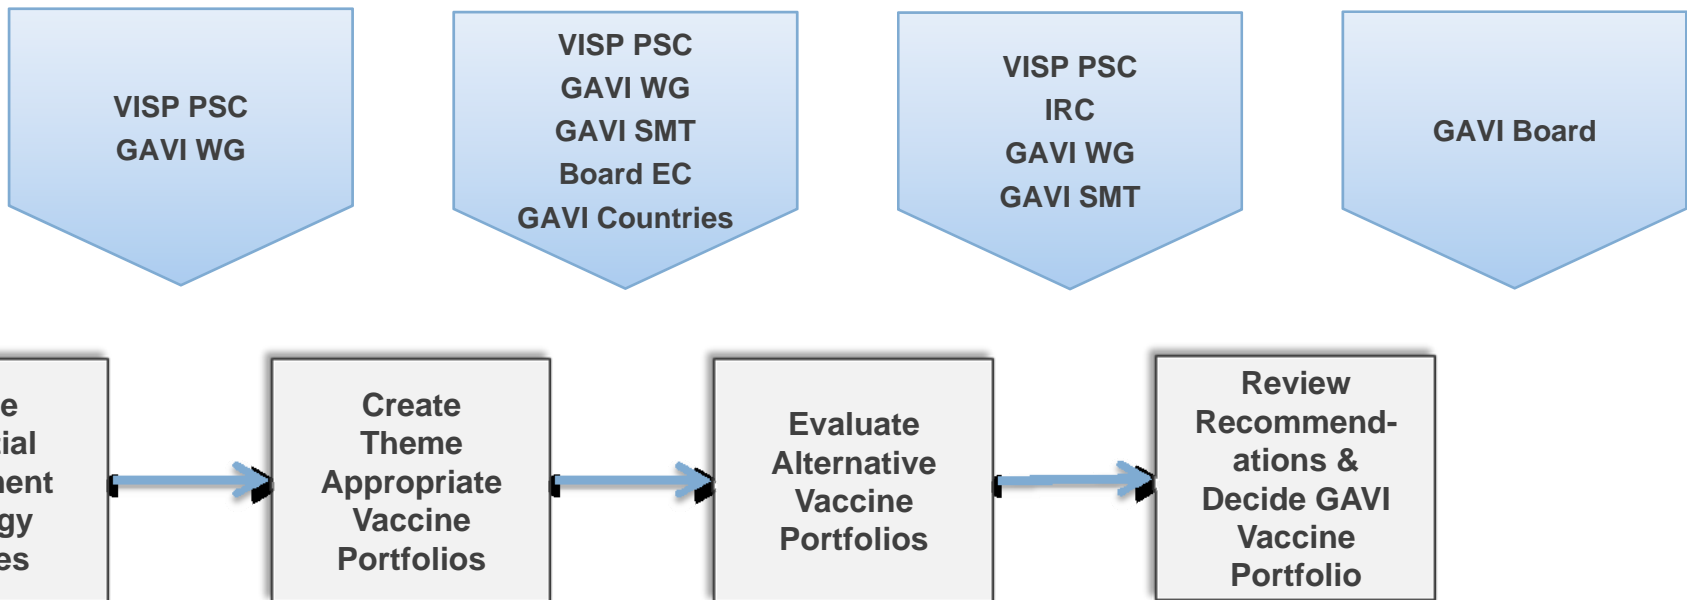 VISP PSC
GAVI WG
VISP PSC
GAVI WG
GAVI SMT
Board EC
GAVI Countries
VISP PSC
IRC
GAVI WG
GAVI SMT
GAVI Board
Create
Theme
Appropriate
Vaccine
Portfolios
Evaluate
Alternative
Vaccine
Portfolios
Review
Recommend-
ations &
Decide GAVI
Vaccine
Portfolio